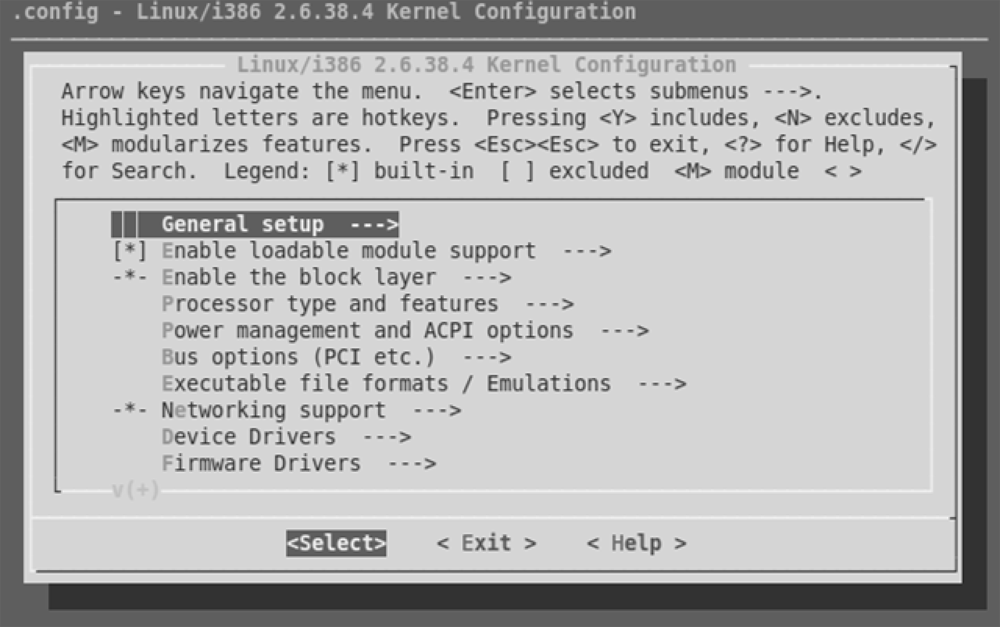 .config - Linux/i386 2.6.38.4 Kernel Configuration
Linux/i386 2.6.38.4 Kernel Configuration
Arrow keys navigate the menu.  <Enter> selects submenus --->.
Highlighted letters are hotkeys.  Pressing <Y> includes, <N> excludes,
<M> modularizes features.  Press <Esc><Esc> to exit, <?> for Help, </>
for Search.  Legend: [*] built-in  [ ] excluded  <M> module  < >
General setup  --->
[*] Enable loadable module support  --->
-*- Enable the block layer  --->
Processor type and features  --->
Power management and ACPI options  --->
Bus options (PCI etc.)  --->
Executable file formats / Emulations  --->
-*- Networking support  --->
Device Drivers  --->
Firmware Drivers  --->
v(+)
<Select>    < Exit >    < Help >